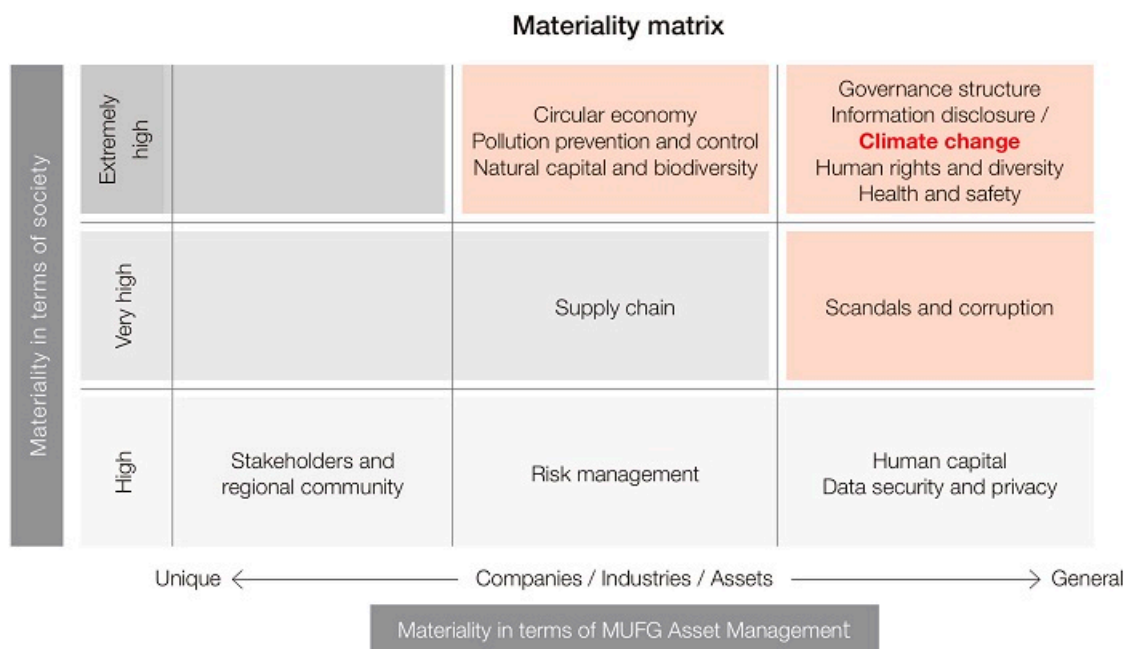 Materiality matrix
Materiality in terms of society
Extremely
high
Circular economy
Pollution prevention and control
Natural capital and biodiversity
Governance structure
Information disclosure /
Climate change
Human rights and diversity
Health and safety
Very high
Supply chain
Scandals and corruption
High
Stakeholders and
regional community
Risk management
Human capital
Data security and privacy
Unique
Companies / Industries / Assets
General
Materiality in terms of MUFG Asset Management